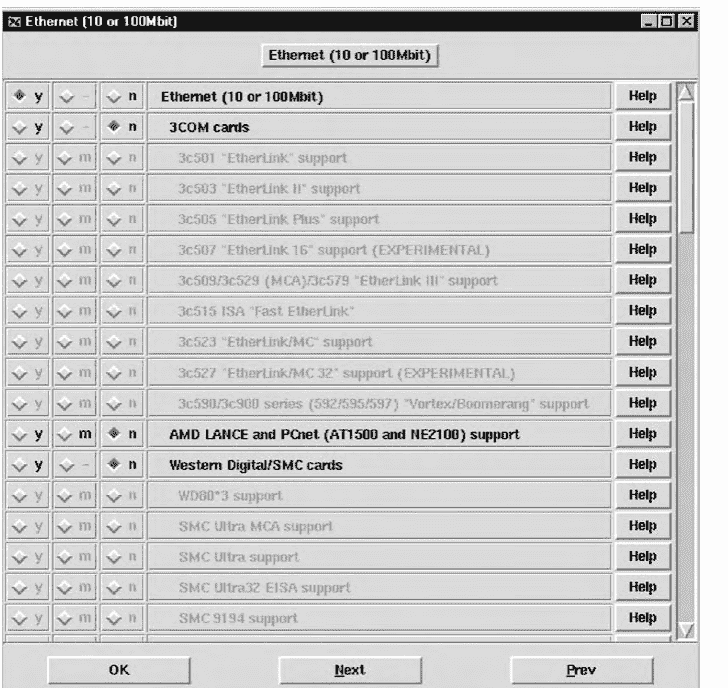 Ethernet (10 or 100Mbit)
Ethernet (10 or 100Mbit)
y - n Ethernet (10 or 100Mbit) Help
y - n 3COM cards Help
y m n 3c501 "EtherLink" support Help
y m n 3c503 "EtherLink II" support Help
y m n 3c505 "EtherLink Plus" support Help
y m n 3c507 "EtherLink 16" support (EXPERIMENTAL) Help
y m n 3c509/3c529 (MCA)/3c579 "EtherLink III" support Help
y m n 3c515 ISA "Fast EtherLink" Help
y m n 3c523 "EtherLink/MC" support Help
y m n 3c527 "EtherLink/MC 32" support (EXPERIMENTAL) Help
y m n 3c590/3c900 series (592/595/597) "Vortex/Boomerang" support Help
y m n AMD LANCE and PCnet (AT1500 and NE2100) support Help
y - n Western Digital/SMC cards Help
y m n WD80*3 support Help
y m n SMC Ultra MCA support Help
y m n SMC Ultra support Help
y m n SMC Ultra32 EISA support Help
y m n SMC 9194 support Help
OK Next Prev